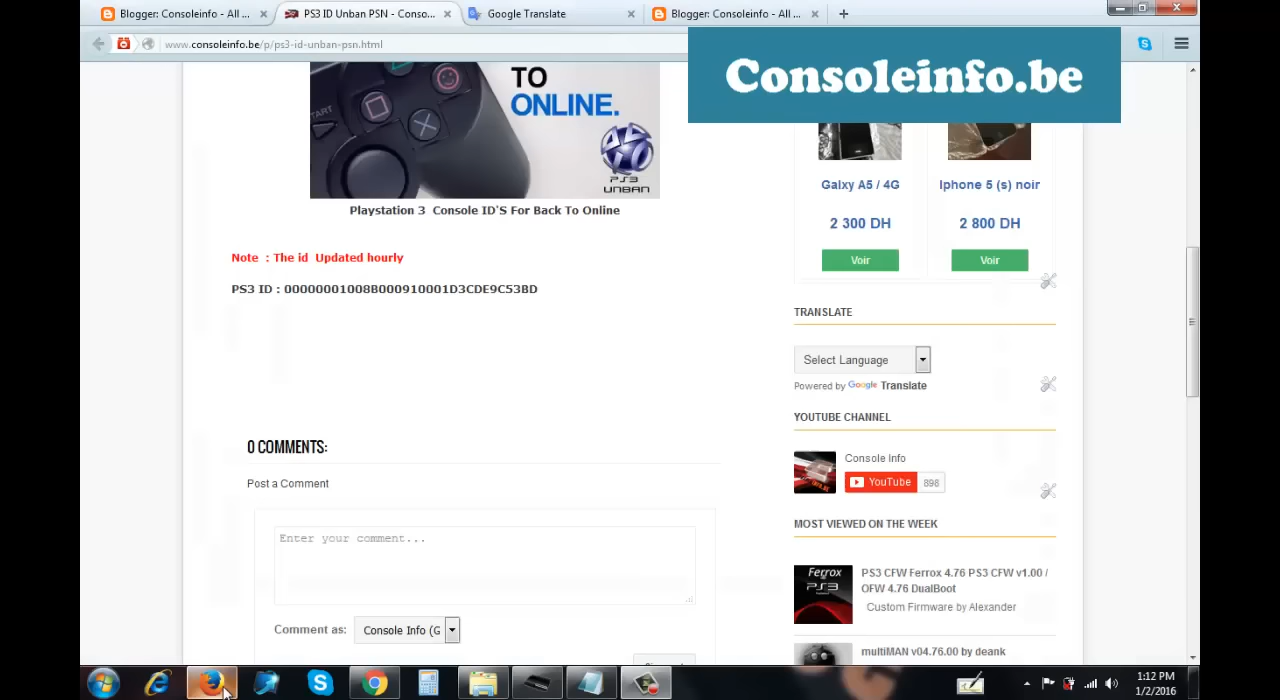 Blogger: Consoleinfo - All ...
PS3 ID Unban PSN - Conso...
Google Translate
Blogger: Consoleinfo - All ...
www.consoleinfo.be/p/ps3-id-unban-psn.html
Consoleinfo.be
TO
ONLINE.
START
PS3
UNBAN
Playstation 3 Console ID'S For Back To Online
Note : The id Updated hourly
PS3 ID : 00000001008B000910001D3CDE9C53BD
0 COMMENTS:
Post a Comment
Enter your comment...
Comment as:
Console Info (G
Galxy A5 / 4G
Iphone 5 (s) noir
2 300 DH
2 800 DH
Voir
Voir
TRANSLATE
Select Language
Powered by Google Translate
YOUTUBE CHANNEL
Console Info
YouTube 898
MOST VIEWED ON THE WEEK
Ferrox
PS3
PS3 CFW Ferrox 4.76 PS3 CFW v1.00 /
OFW 4.76 DualBoot
Custom Firmware by Alexander
multiMAN v04.76.00 by deank
1:12 PM
1/2/2016